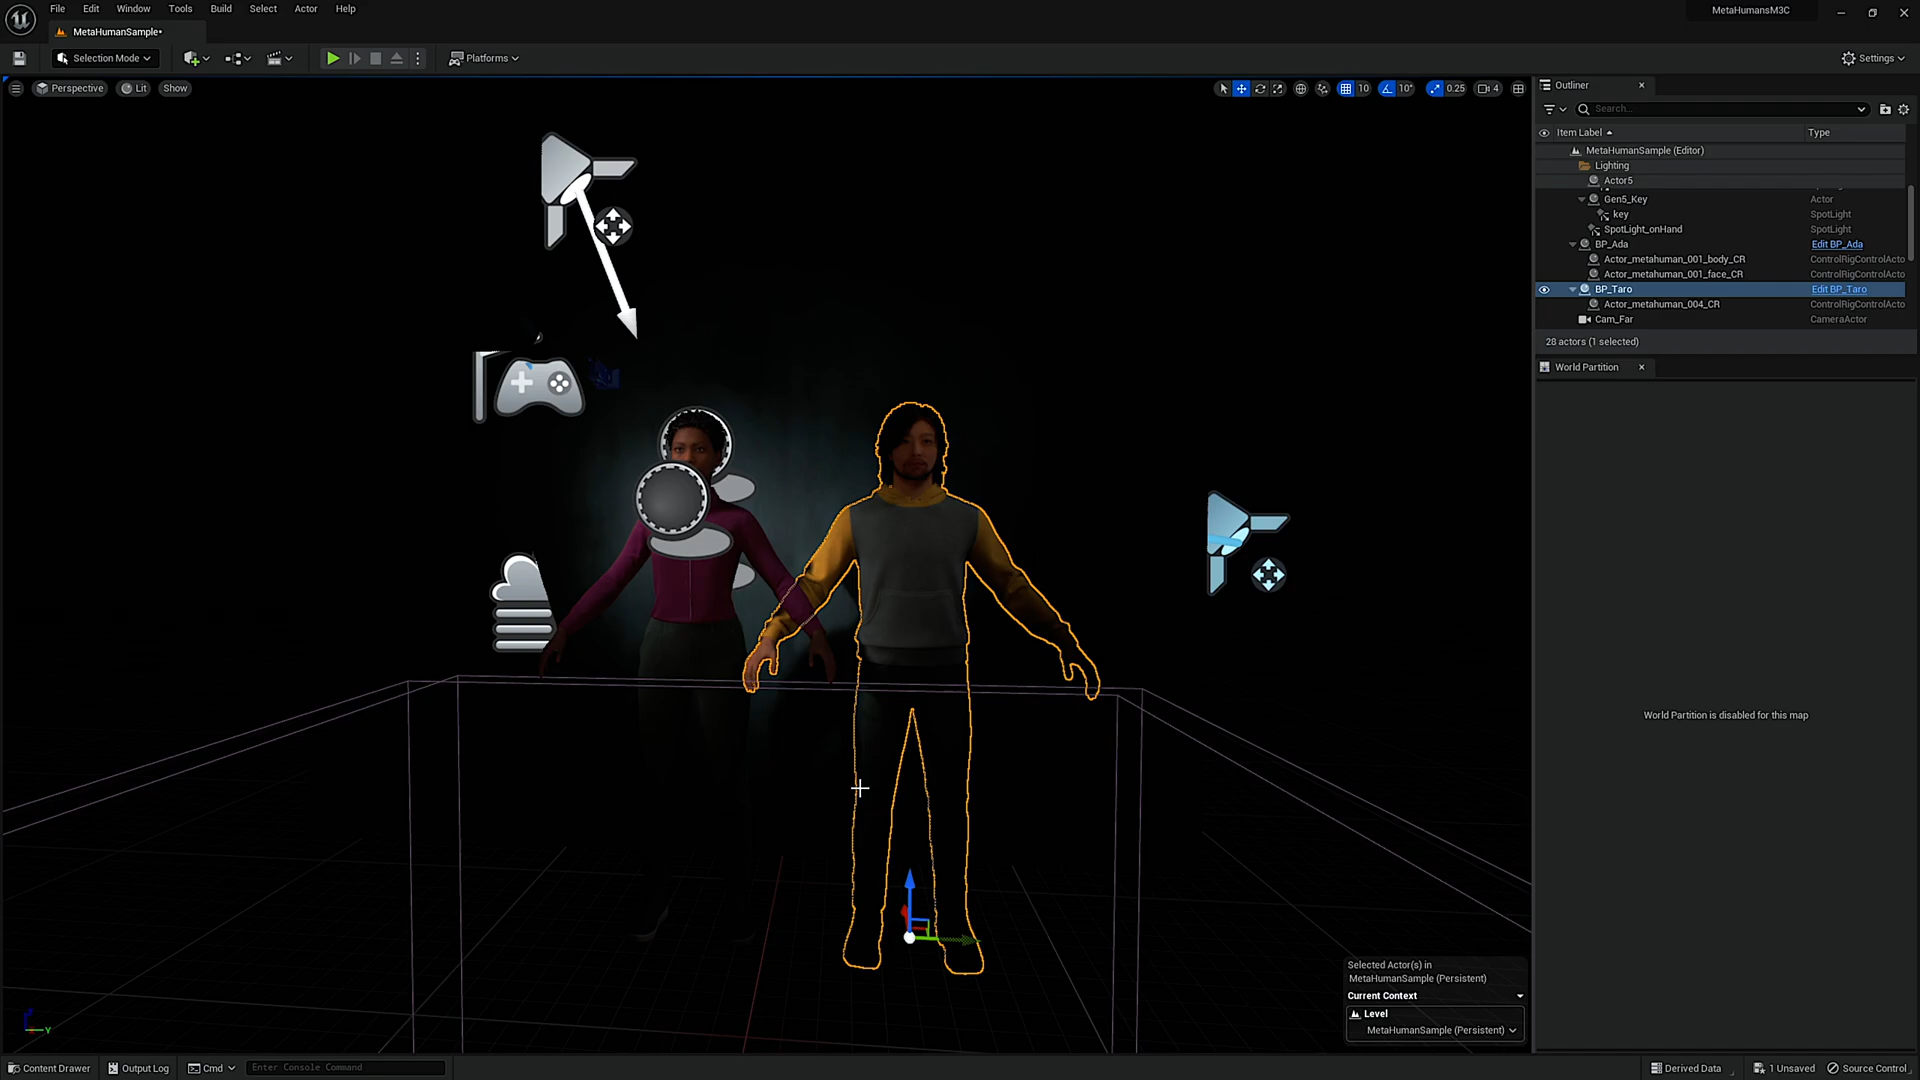 File Edit Window Tools Build Select Actor Help
MetaHumansM3C
MetaHumanSample•
Selection Mode
Platforms
Settings
Perspective
Lit
Show
10
10°
0.25
4
Outliner
Search...
Item Label
Type
MetaHumanSample (Editor)
Lighting
Actor5
Gen5_Key Actor
key SpotLight
SpotLight_onHand SpotLight
BP_Ada Edit BP_Ada
Actor_metahuman_001_body_CR ControlRigControlActo
Actor_metahuman_001_face_CR ControlRigControlActo
BP_Taro Edit BP_Taro
Actor_metahuman_004_CR ControlRigControlActo
Cam_Far CameraActor
28 actors (1 selected)
World Partition
World Partition is disabled for this map
Selected Actor(s) in
MetaHumanSample (Persistent)
Current Context
Level
MetaHumanSample (Persistent)
Y
Content Drawer
Output Log
Cmd
Enter Console Command
Derived Data
1 Unsaved
Source Control